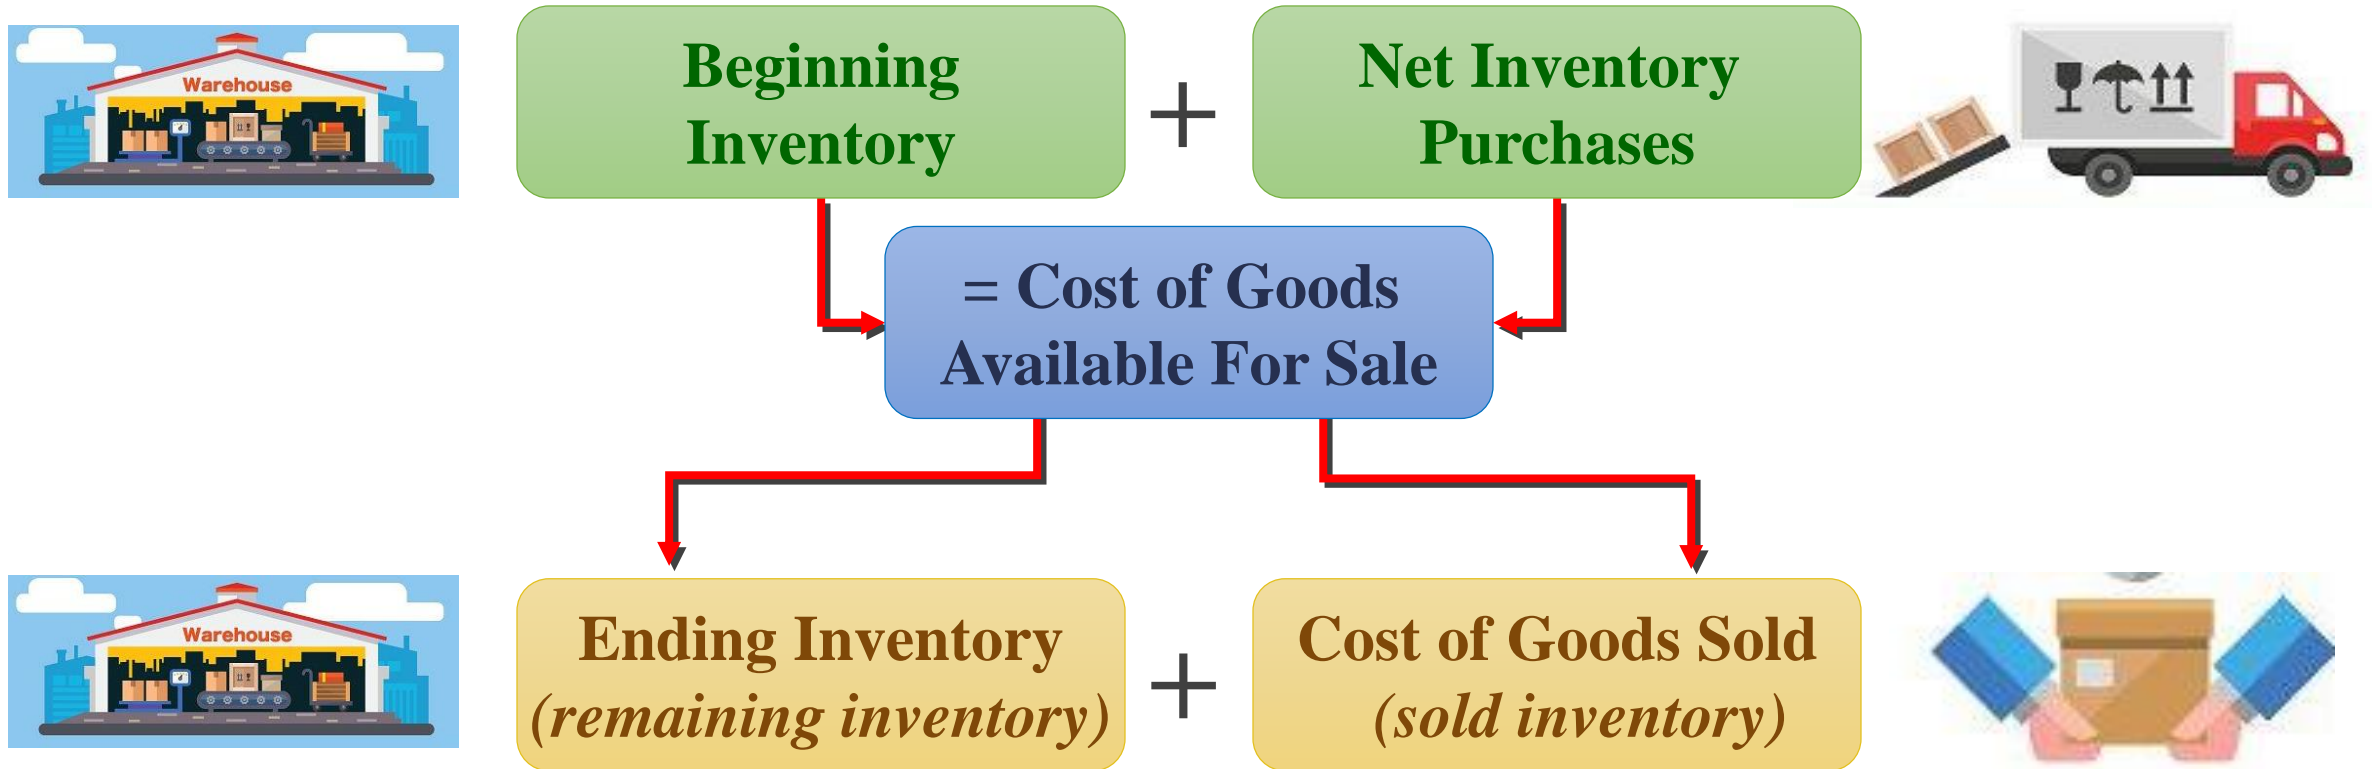 Warehouse
Beginning
Inventory
+
Net Inventory
Purchases
= Cost of Goods
Available For Sale
Warehouse
Ending Inventory
(remaining inventory)
+
Cost of Goods Sold
(sold inventory)